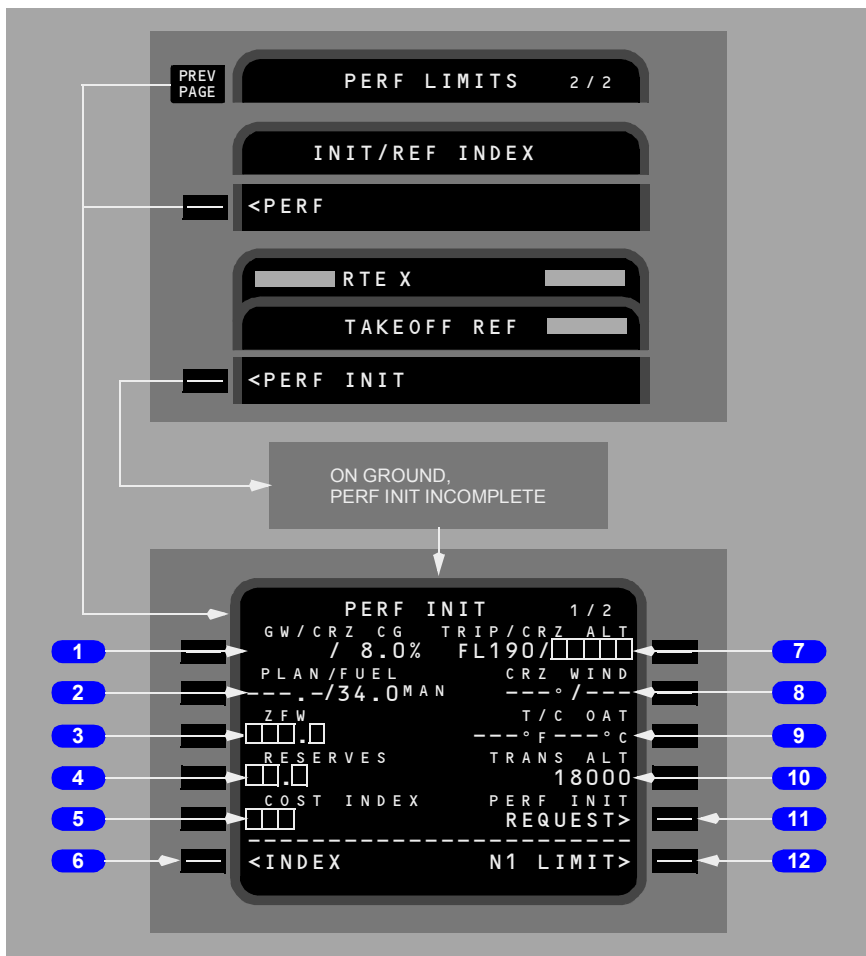 PREV
PAGE
PERF LIMITS 2/2
INIT/REF INDEX
<PERF
RTE X
TAKEOFF REF
<PERF INIT
ON GROUND,
PERF INIT INCOMPLETE
PERF INIT 1/2
GW/CRZ CG TRIP/CRZ ALT
1 / 8.0% FL190/ 7
PLAN/FUEL CRZ WIND
2 ---.-/34.0MAN ---°/--- 8
ZFW T/C OAT
3 . ---°F---°C 9
RESERVES TRANS ALT
4 . 18000 10
COST INDEX PERF INIT
5 REQUEST> 11
------------------------
6 <INDEX N1 LIMIT> 12